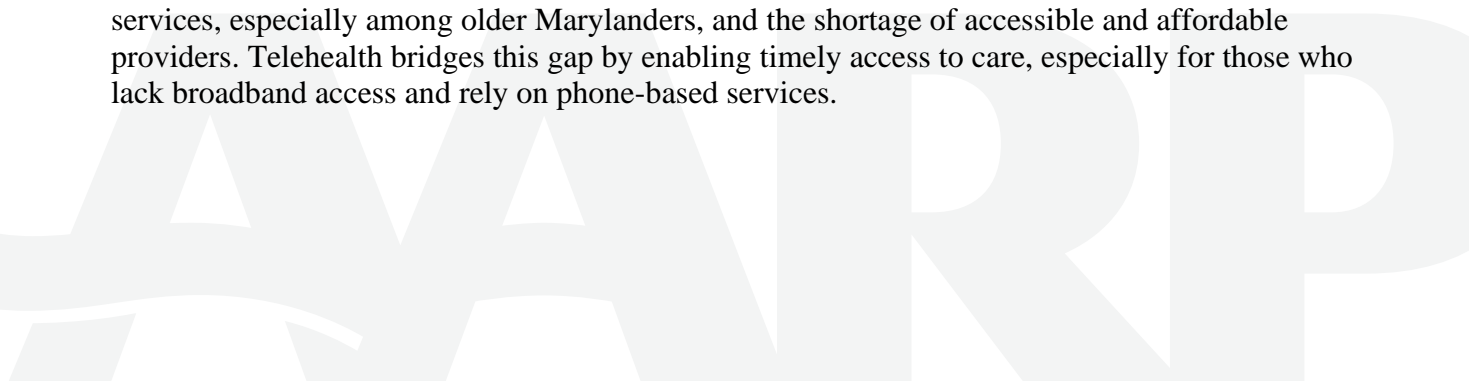 services, especially among older Marylanders, and the shortage of accessible and affordable
providers. Telehealth bridges this gap by enabling timely access to care, especially for those who
lack broadband access and rely on phone-based services.
AARP